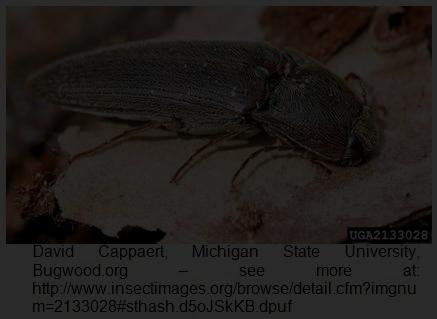 UGA2133028
David Cappaert, Michigan State University,
Bugwood.org – see more at:
http://www.insectimages.org/browse/detail.cfm?imgnu
m=2133028#sthash.d5oJSkKB.dpuf